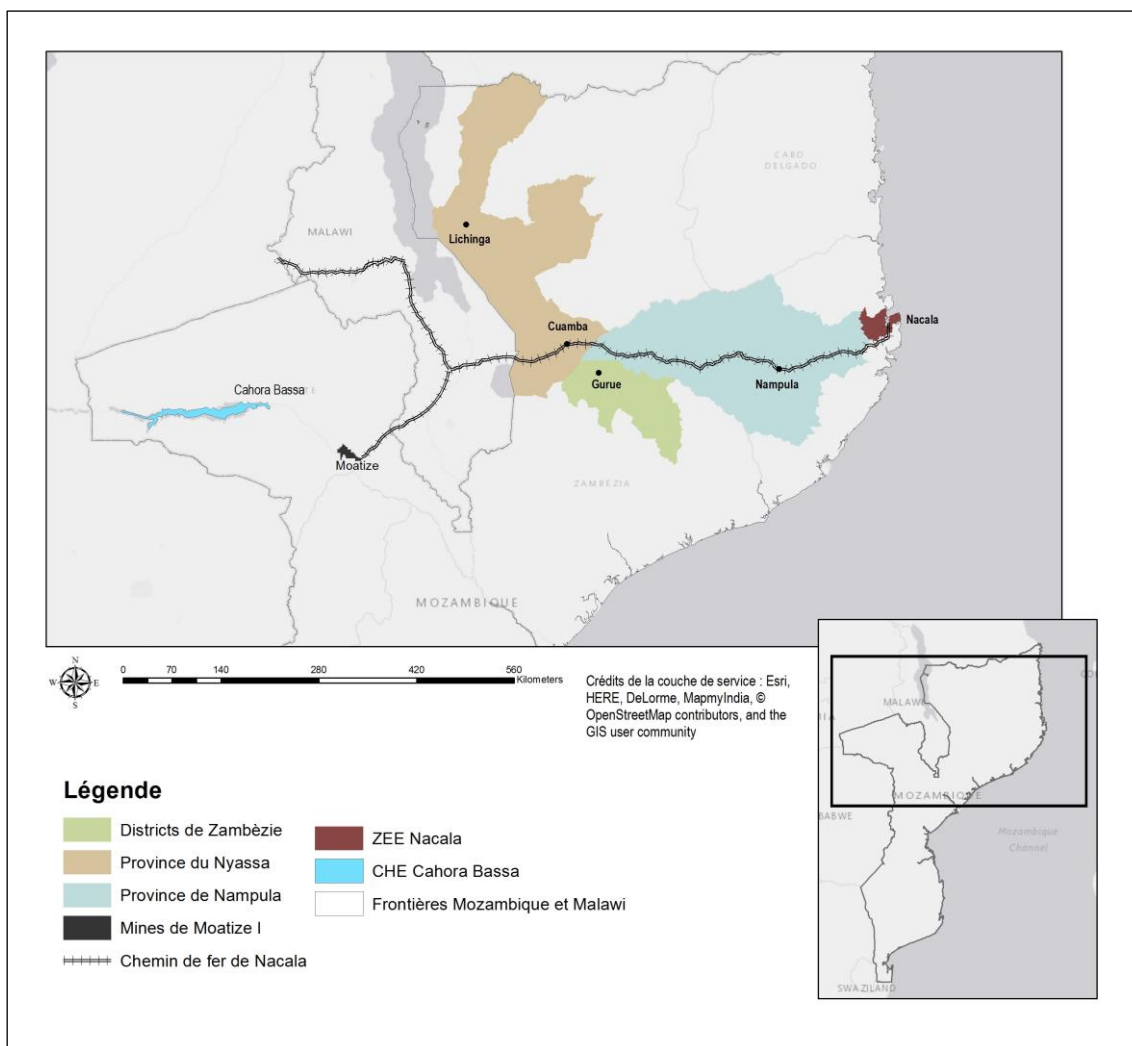 CABO
DELGADO
MALAWI
Lichinga
Cuamba
Nacala
Gurue
Nampula
Cahora Bassa
Moatize
ZAMBÈZIA
MOZAMBIQUE
N
W
E
S
0 70 140 280 420 560
Kilometers
Crédits de la couche de service : Esri,
HERE, DeLorme, MapmyIndia, ©
OpenStreetMap contributors, and the
GIS user community
MALAWI
MOZAMBIQUE
BABWE
Mozambique
Channel
SWAZILAND
Légende
Districts de Zambèzie
Province du Nyassa
Province de Nampula
Mines de Moatize I
Chemin de fer de Nacala
ZEE Nacala
CHE Cahora Bassa
Frontières Mozambique et Malawi